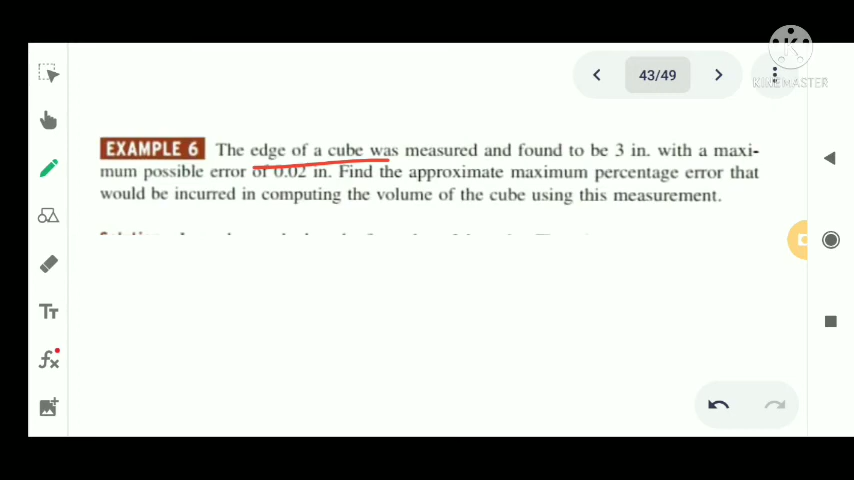 43/49
KINEMASTER
EXAMPLE 6 The edge of a cube was measured and found to be 3 in. with a maxi-
mum possible error of 0.02 in. Find the approximate maximum percentage error that
would be incurred in computing the volume of the cube using this measurement.
Tт
fx